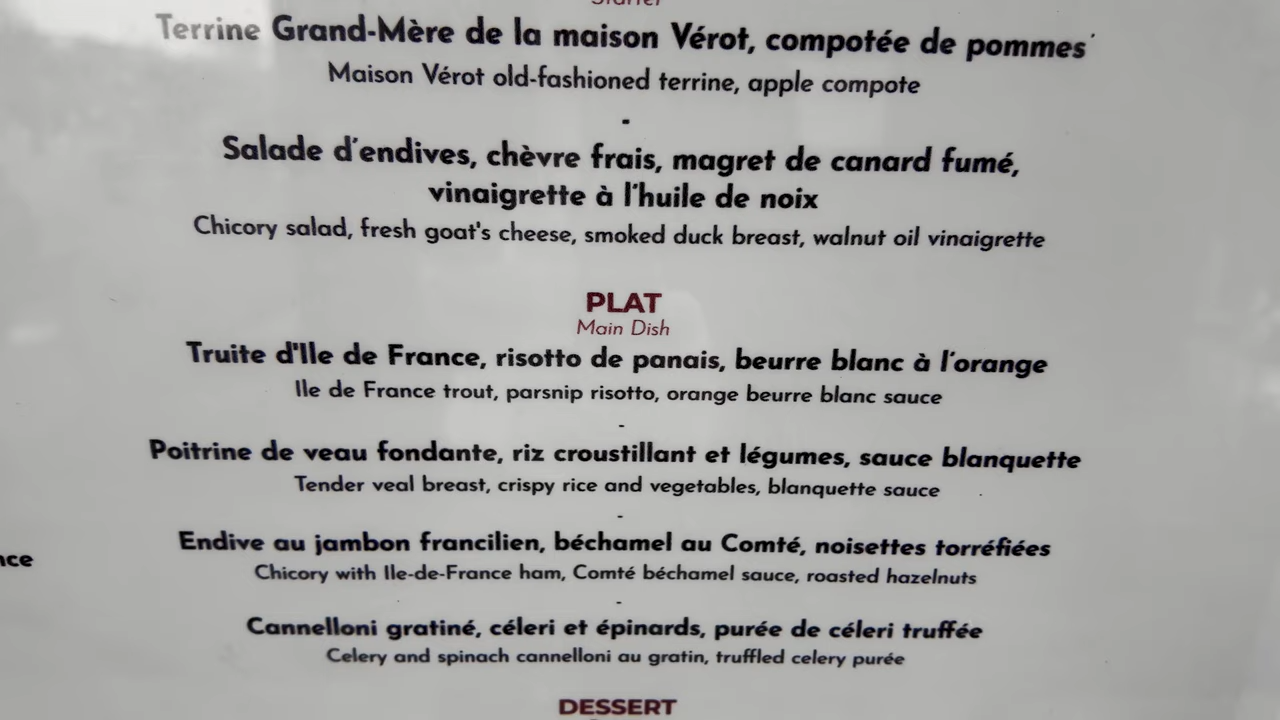 Starter
Terrine Grand-Mère de la maison Vérot, compotée de pommes
Maison Vérot old-fashioned terrine, apple compote
-
Salade d'endives, chèvre frais, magret de canard fumé,
vinaigrette à l'huile de noix
Chicory salad, fresh goat's cheese, smoked duck breast, walnut oil vinaigrette
PLAT
Main Dish
Truite d'Ile de France, risotto de panais, beurre blanc à l'orange
Ile de France trout, parsnip risotto, orange beurre blanc sauce
-
Poitrine de veau fondante, riz croustillant et légumes, sauce blanquette
Tender veal breast, crispy rice and vegetables, blanquette sauce
-
Endive au jambon francilien, béchamel au Comté, noisettes torréfiées
Chicory with Ile-de-France ham, Comté béchamel sauce, roasted hazelnuts
-
Cannelloni gratiné, céleri et épinards, purée de céleri truffée
Celery and spinach cannelloni au gratin, truffled celery purée
DESSERT